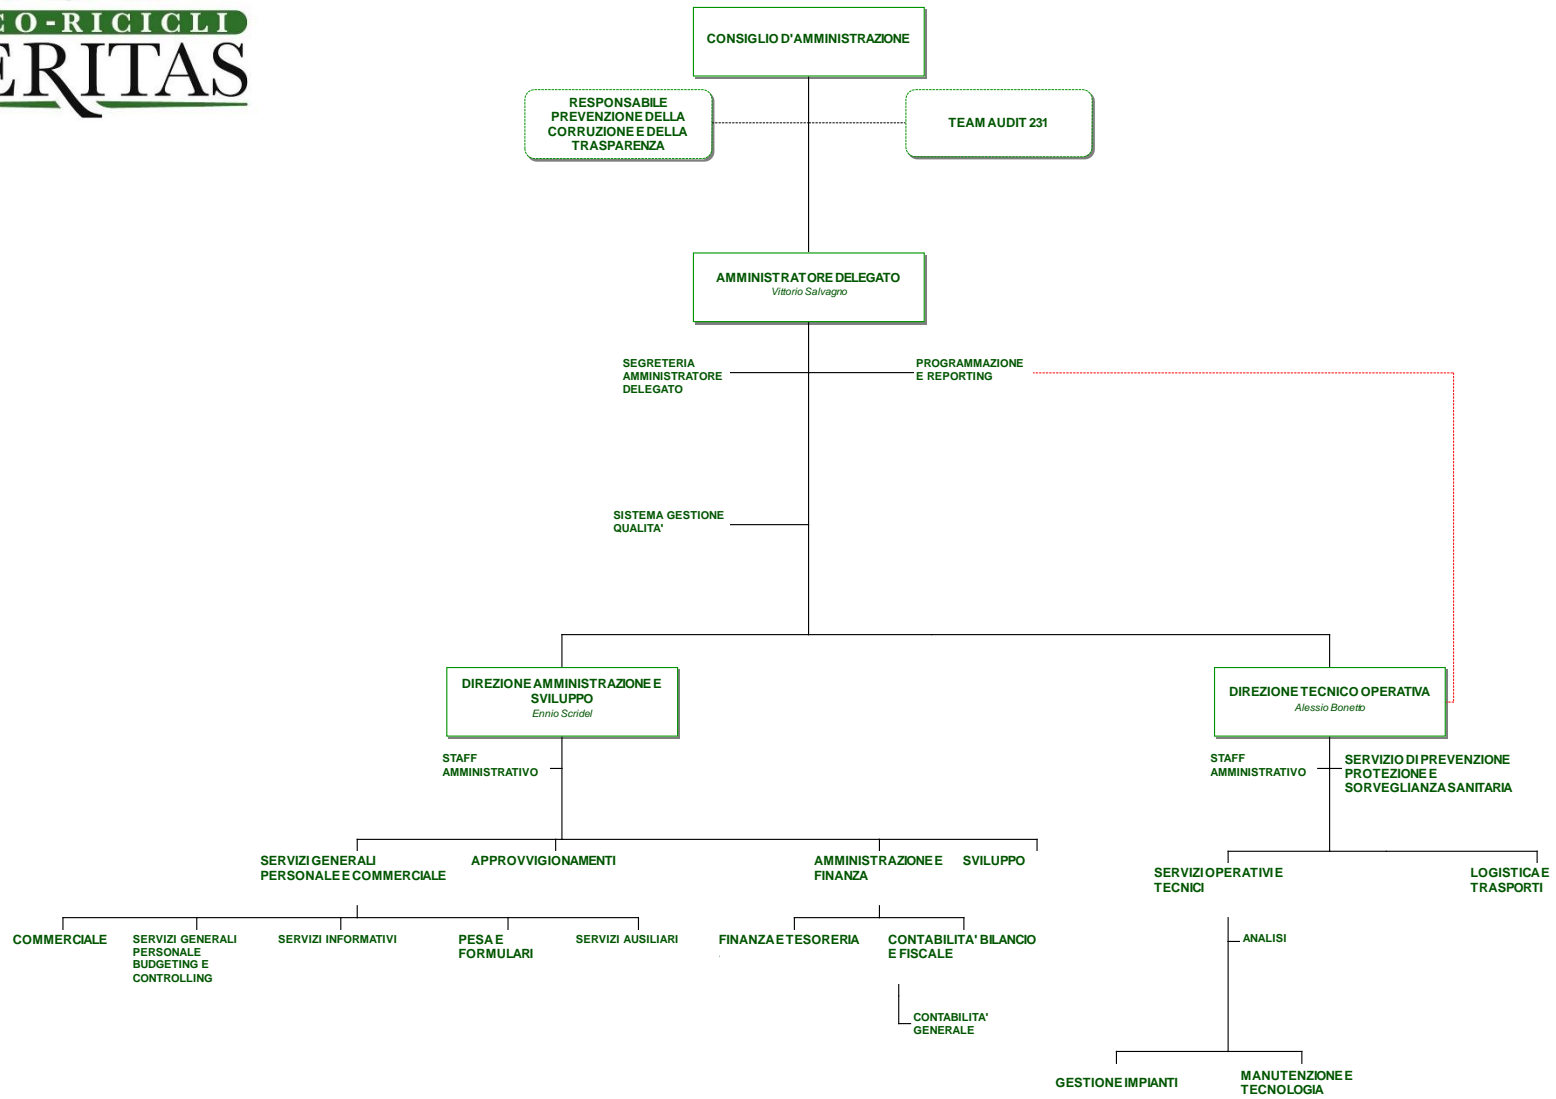 CO-RICICLI
ERITAS
CONSIGLIO D'AMMINISTRAZIONE
RESPONSABILE
PREVENZIONE DELLA
CORRUZIONE E DELLA
TRASPARENZA
TEAM AUDIT 231
AMMINISTRATORE DELEGATO
Vittorio Salvagno
SEGRETERIA
AMMINISTRATORE
DELEGATO
PROGRAMMAZIONE
E REPORTING
SISTEMA GESTIONE
QUALITA'
DIREZIONE AMMINISTRAZIONE E
SVILUPPO
Ennio Scridel
DIREZIONE TECNICO OPERATIVA
Alessio Bonetto
STAFF
AMMINISTRATIVO
STAFF
AMMINISTRATIVO
SERVIZIO DI PREVENZIONE
PROTEZIONE E
SORVEGLIANZA SANITARIA
SERVIZI GENERALI
PERSONALE E COMMERCIALE
APPROVVIGIONAMENTI
AMMINISTRAZIONE E
FINANZA
SVILUPPO
SERVIZI OPERATIVI E
TECNICI
LOGISTICA E
TRASPORTI
COMMERCIALE
SERVIZI GENERALI
PERSONALE
BUDGETING E
CONTROLLING
SERVIZI INFORMATIVI
PESA E
FORMULARI
SERVIZI AUSILIARI
FINANZA E TESORERIA
CONTABILITA' BILANCIO
E FISCALE
ANALISI
CONTABILITA'
GENERALE
GESTIONE IMPIANTI
MANUTENZIONE E
TECNOLOGIA